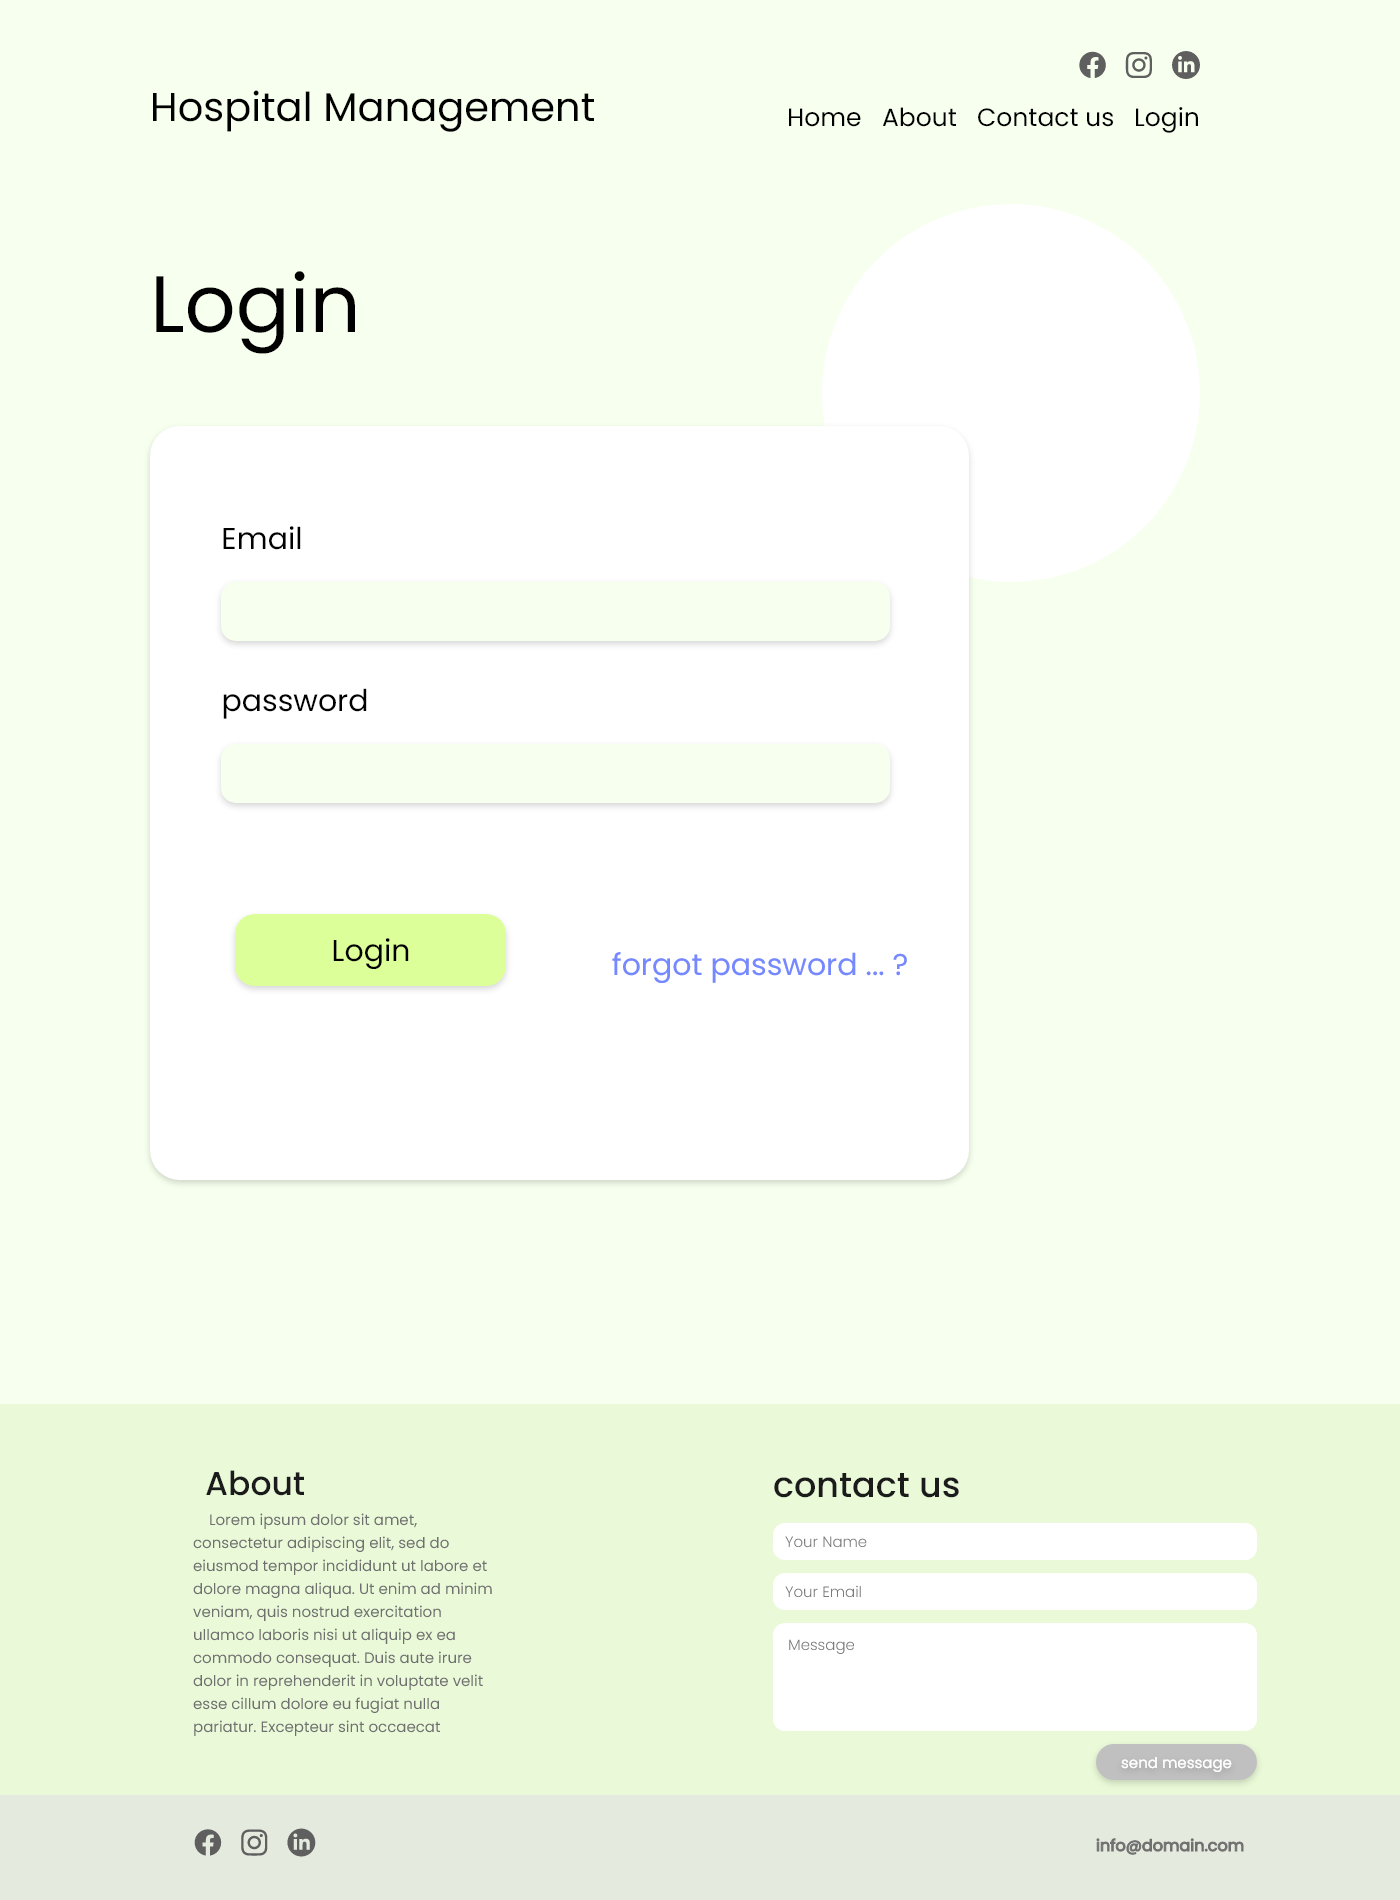 Hospital Management
Home About Contact us Login
Login
Email
password
Login
forgot password ... ?
About
Lorem ipsum dolor sit amet,
consectetur adipiscing elit, sed do
eiusmod tempor incididunt ut labore et
dolore magna aliqua. Ut enim ad minim
veniam, quis nostrud exercitation
ullamco laboris nisi ut aliquip ex ea
commodo consequat. Duis aute irure
dolor in reprehenderit in voluptate velit
esse cillum dolore eu fugiat nulla
pariatur. Excepteur sint occaecat
contact us
Your Name
Your Email
Message
send message
info@domain.com